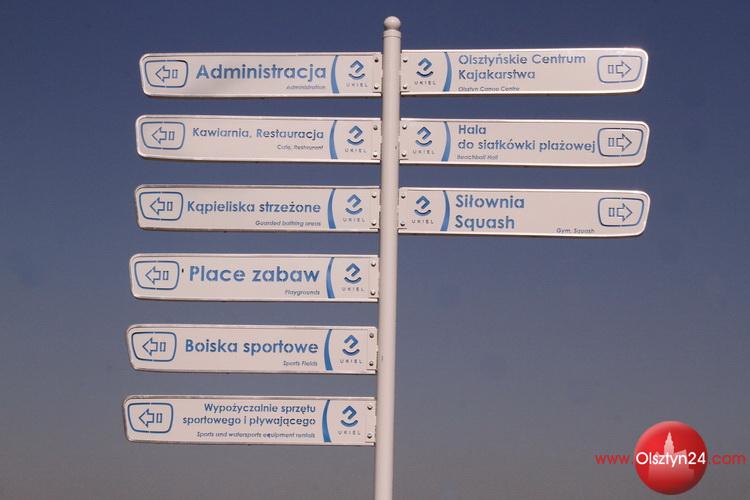 Administracja
Administration
UKIEL
Kawiarnia, Restauracja
Cafe, Restaurant
UKIEL
Kąpieliska strzeżone
Guarded bathing areas
UKIEL
Place zabaw
Playgrounds
UKIEL
Boiska sportowe
Sports Fields
UKIEL
Wypożyczalnie sprzętu
sportowego i pływającego
Sports and watersports equipment rentals
UKIEL
UKIEL
Olsztyńskie Centrum
Kajakarstwa
Olsztyn Canoe Centre
UKIEL
Hala
do siatkówki plażowej
Beachball Hall
UKIEL
Siłownia
Squash
Gym, Squash
www.Olsztyn24.com